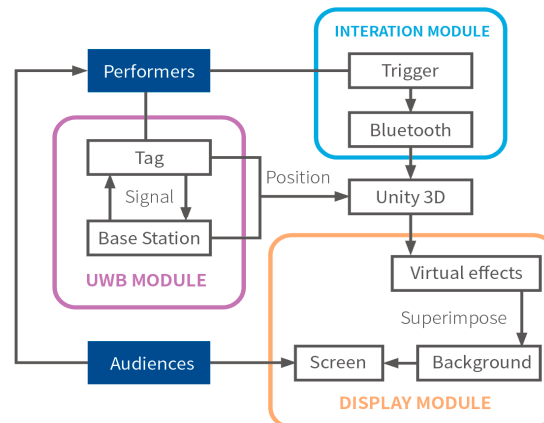 INTERATION MODULE
Performers
Trigger
Bluetooth
Tag
Position
Signal
Unity 3D
Base Station
UWB MODULE
Virtual effects
Superimpose
Audiences
Screen
Background
DISPLAY MODULE